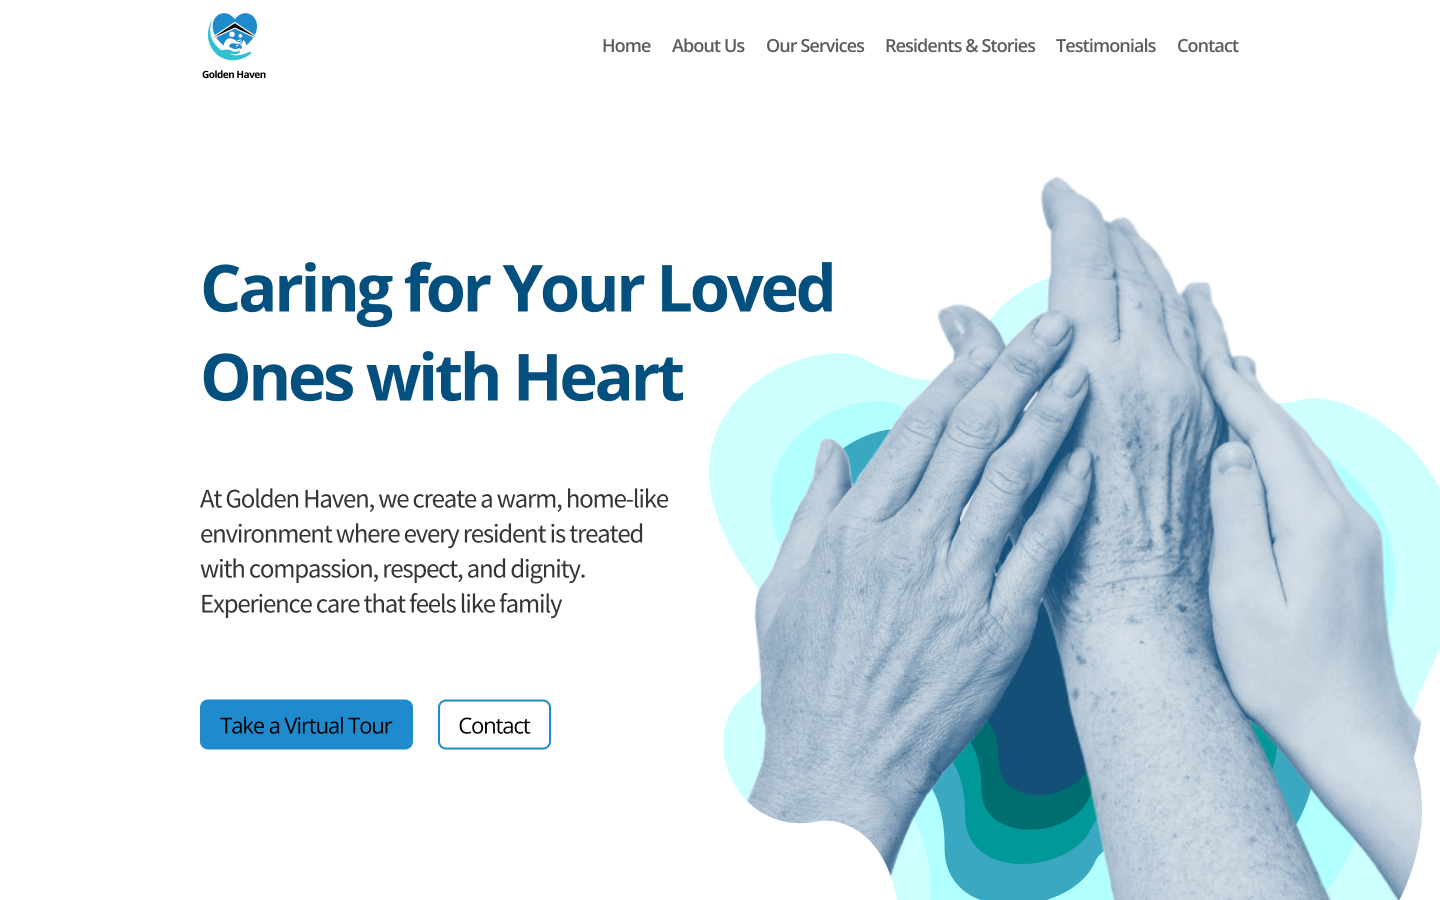 Golden Haven
Home
About Us
Our Services
Residents & Stories
Testimonials
Contact
Caring for Your Loved
Ones with Heart
At Golden Haven, we create a warm, home-like
environment where every resident is treated
with compassion, respect, and dignity.
Experience care that feels like family
Take a Virtual Tour
Contact